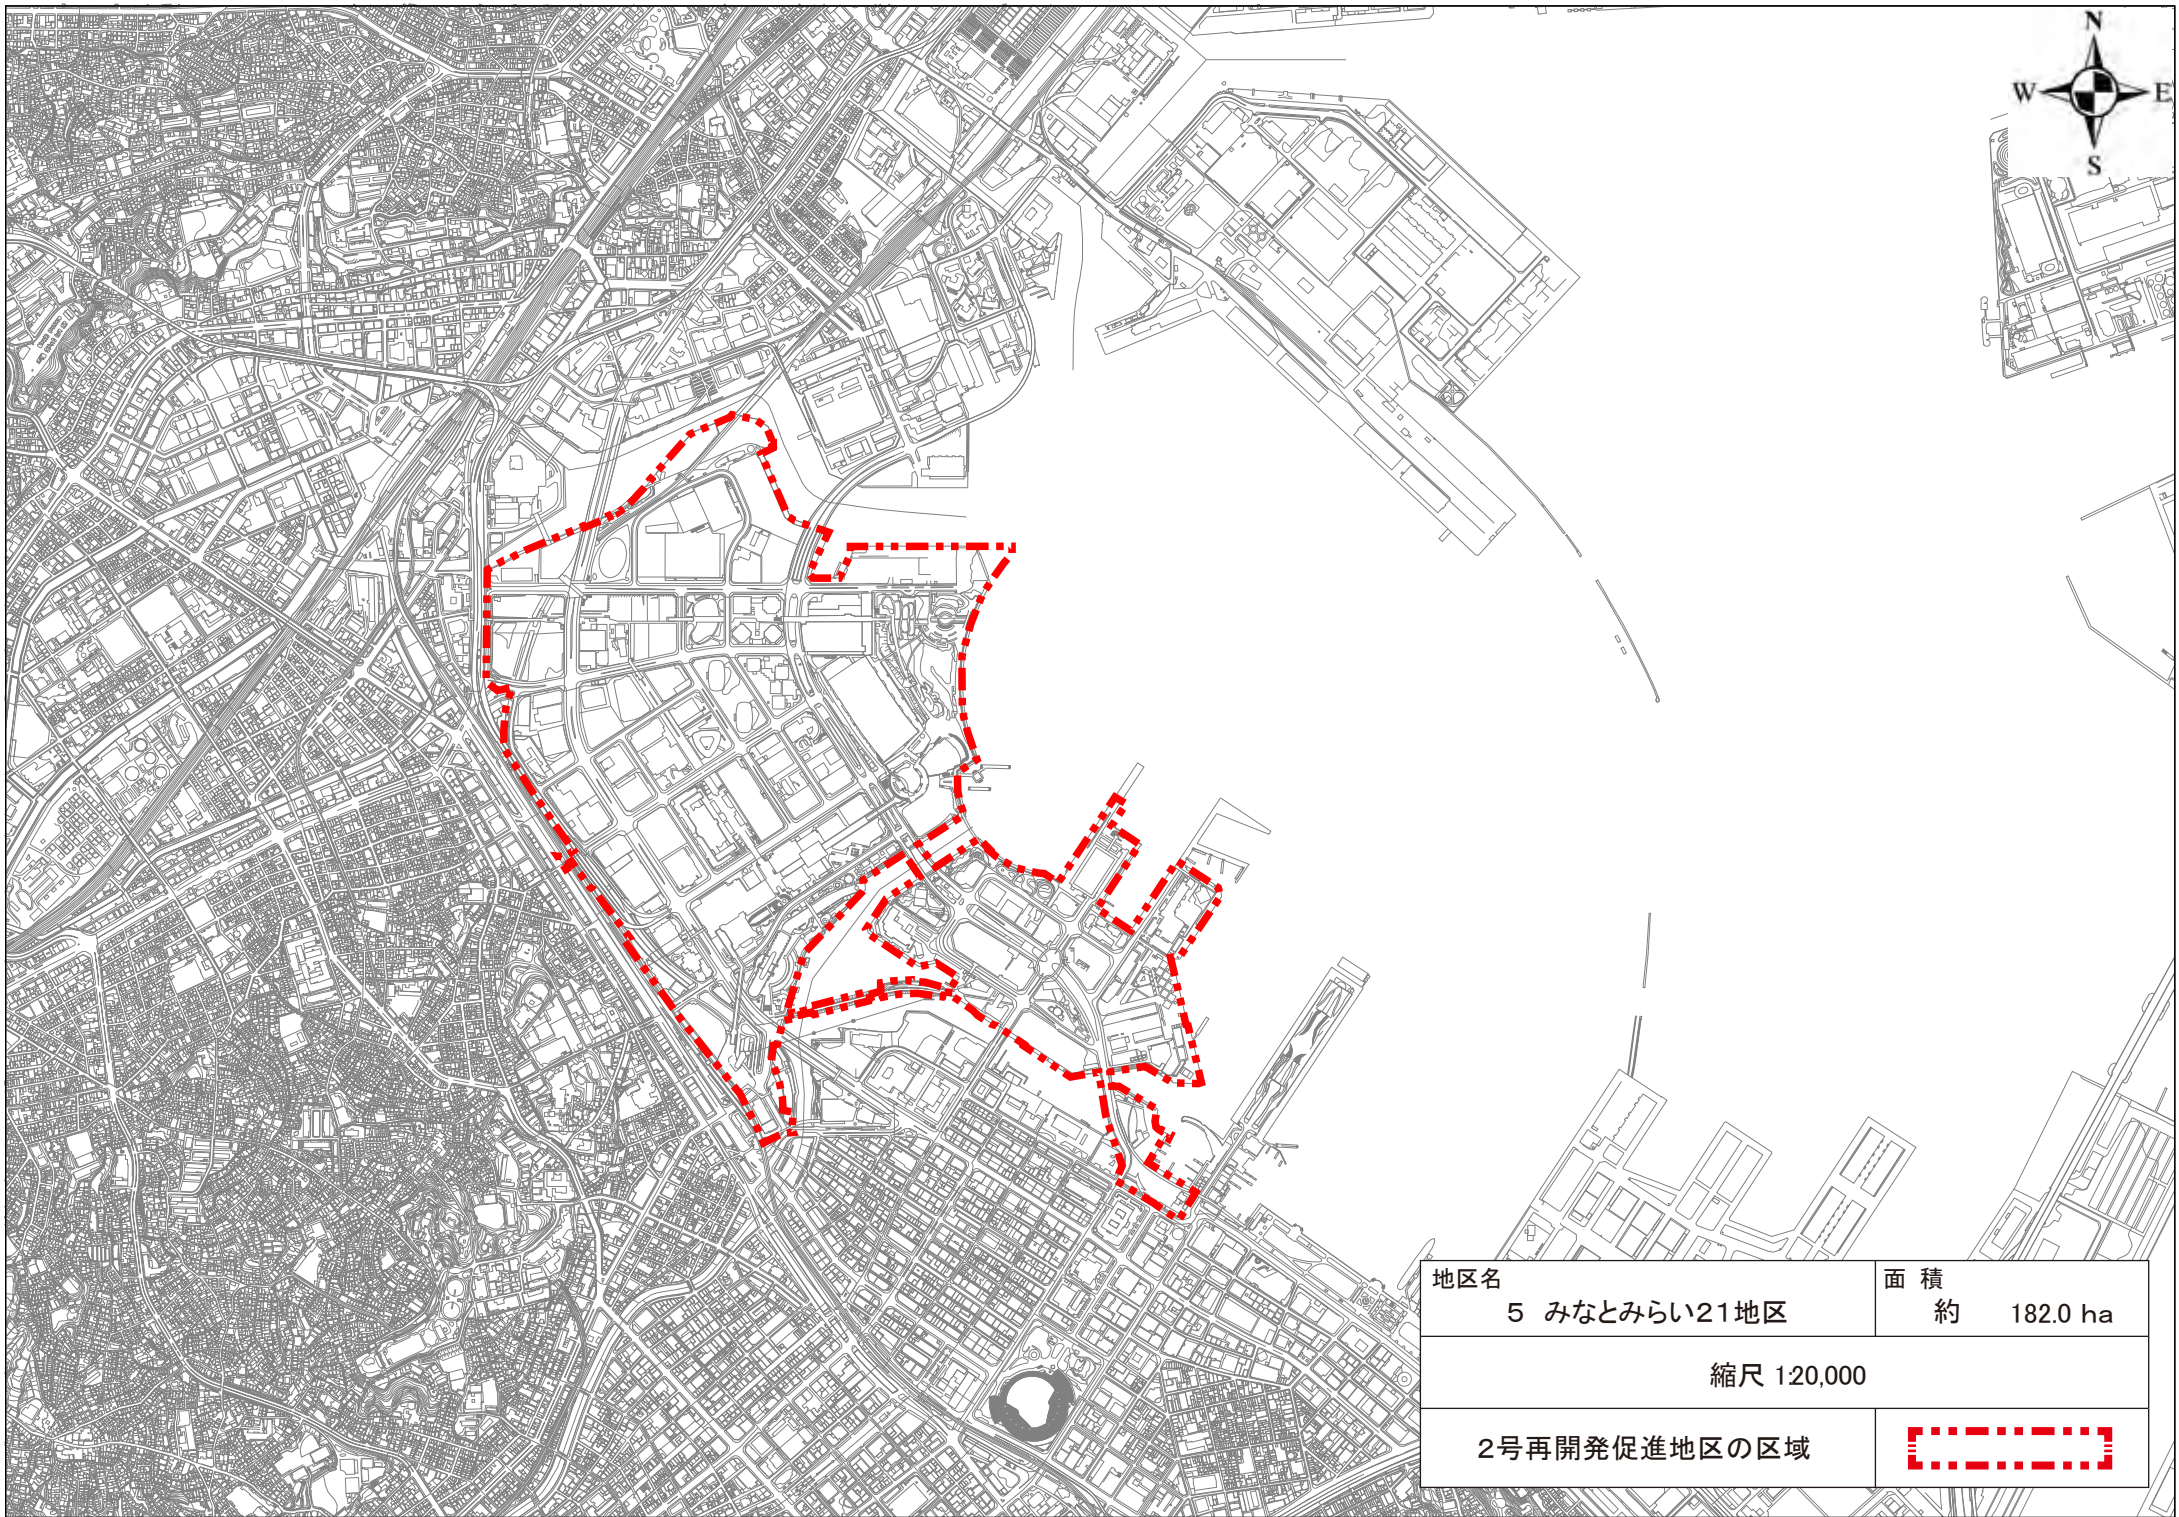 N
W E
S
地区名
5 みなとみらい21地区
面 積
約 182.0 ha
縮尺 1:20,000
2号再開発促進地区の区域